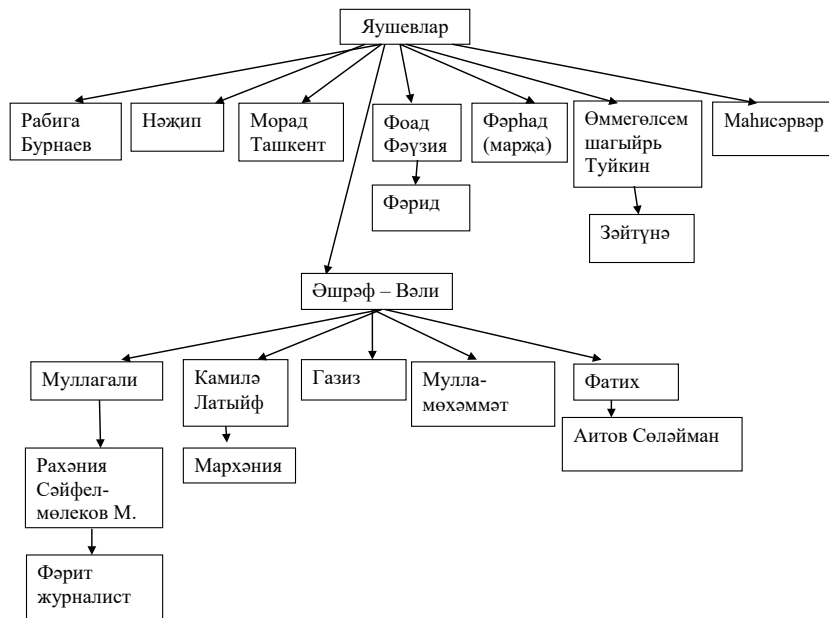 Яушевлар
Рабига
Бурнаев
Нәҗип
Морад
Ташкент
Фоад
Фәүзия
Фәрһад
(марҗа)
Өммегөлсем
шагыйрь
Туйкин
Маһисәрвәр
Фәрид
Зәйтүнә
Әшрәф – Вәли
Муллагали
Камилә
Латыйф
Газиз
Мулла-
мөхәммәт
Фатих
Рахәния
Сәйфел-
мөлеков М.
Мархәния
Аитов Сөләйман
Фәрит
журналист